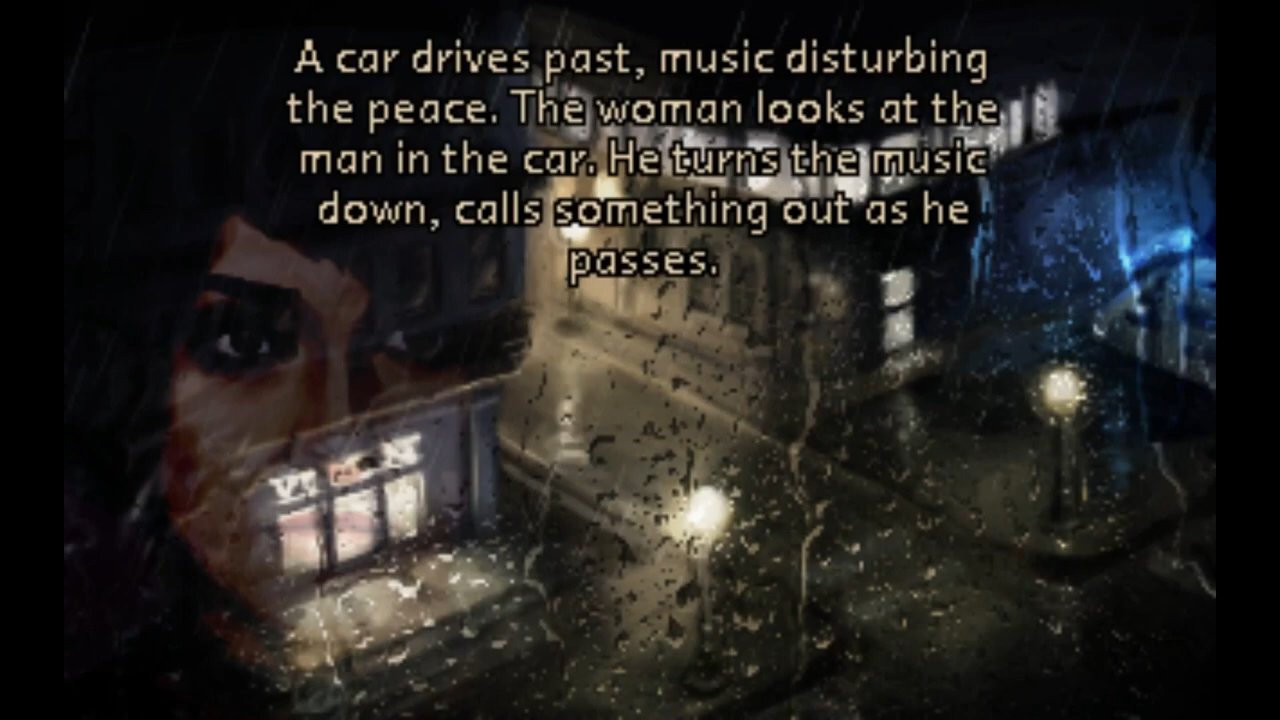 A car drives past, music disturbing
the peace. The woman looks at the
man in the car. He turns the music
down, calls something out as he
passes.